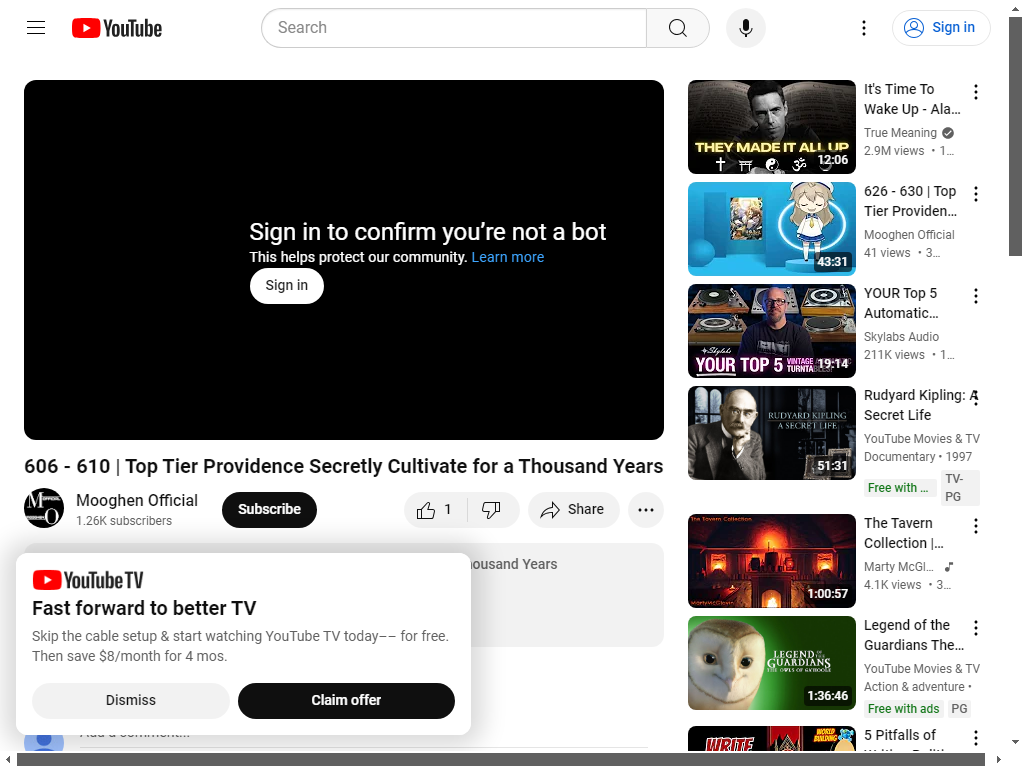 YouTube
Search
Sign in
Sign in to confirm you're not a bot
This helps protect our community. Learn more
Sign in
606 - 610 | Top Tier Providence Secretly Cultivate for a Thousand Years
Mooghen Official
1.26K subscribers
Subscribe
1
Share
ousand Years
YouTube TV
Fast forward to better TV
Skip the cable setup & start watching YouTube TV today–– for free.
Then save $8/month for 4 mos.
Dismiss
Claim offer
Add a comment...
THEY MADE IT ALL UP
12:06
It's Time To
Wake Up - Ala…
True Meaning
2.9M views • 1…
43:31
626 - 630 | Top
Tier Providen…
Mooghen Official
41 views • 3…
Skylabs
YOUR TOP 5 VINTAGE
19:14
YOUR Top 5
Automatic…
Skylabs Audio
211K views • 1…
RUDYARD KIPLING
A SECRET LIFE
51:31
Rudyard Kipling: A
Secret Life
YouTube Movies & TV
Documentary • 1997
Free with …
TV-
PG
The Tavern Collection
MartyMcGlovin
1:00:57
The Tavern
Collection |…
Marty McGl…
4.1K views • 3…
LEGEND OF THE
GUARDIANS
THE OWLS OF GA'HOOLE
1:36:46
Legend of the
Guardians The…
YouTube Movies & TV
Action & adventure •
Free with ads
PG
WRITE
WORLD
BUILDING
5 Pitfalls of